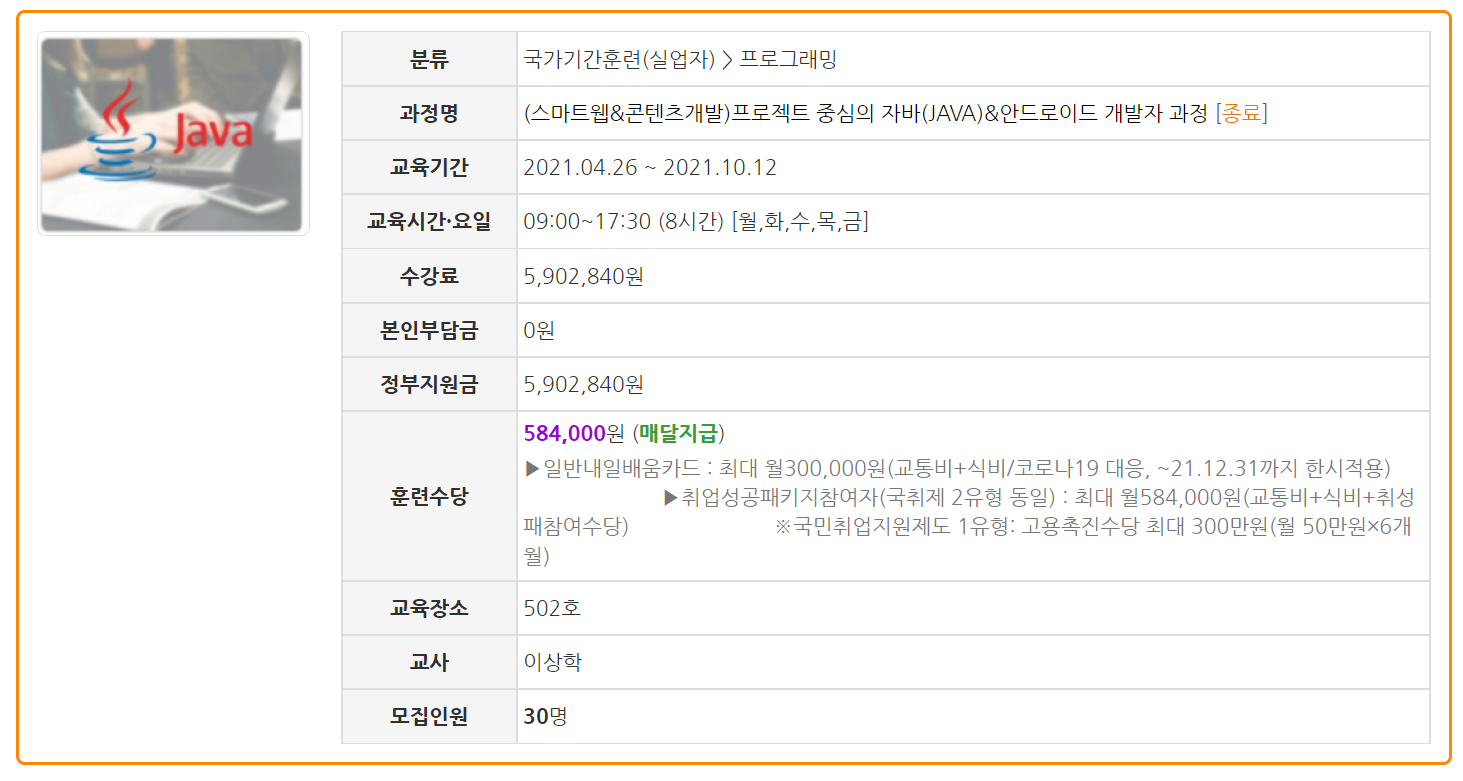 Java
분류
국가기간훈련(실업자) > 프로그래밍
과정명
(스마트웹&콘텐츠개발)프로젝트 중심의 자바(JAVA)&안드로이드 개발자 과정 [종료]
교육기간
2021.04.26 ~ 2021.10.12
교육시간·요일
09:00~17:30 (8시간) [월,화,수,목,금]
수강료
5,902,840원
본인부담금
0원
정부지원금
5,902,840원
훈련수당
584,000원 (매달지급)
▶일반내일배움카드 : 최대 월300,000원(교통비+식비/코로나19 대응, ~21.12.31까지 한시적용)
▶취업성공패키지참여자(국취제 2유형 동일) : 최대 월584,000원(교통비+식비+취성
패참여수당) ※국민취업지원제도 1유형: 고용촉진수당 최대 300만원(월 50만원×6개
월)
교육장소
502호
교사
이상학
모집인원
30명